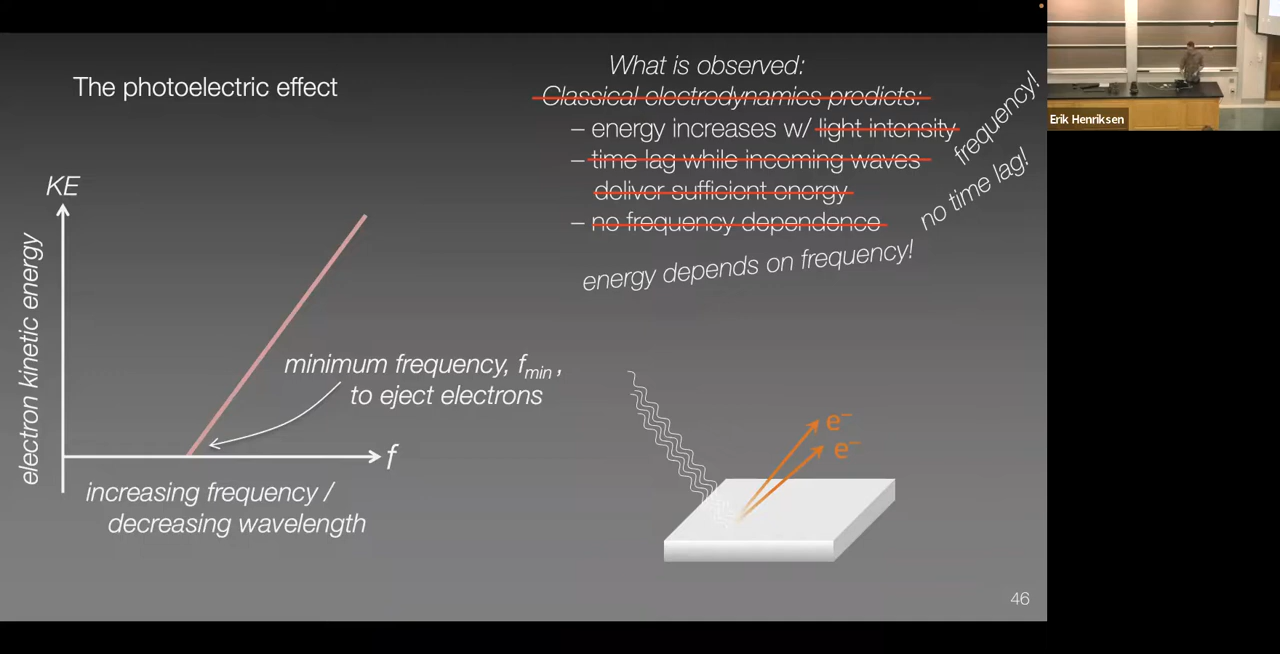 The photoelectric effect
What is observed:
Classical electrodynamics predicts:
– energy increases w/ light intensity
frequency!
– time lag while incoming waves
deliver sufficient energy
no time lag!
– no frequency dependence
energy depends on frequency!
KE
electron kinetic energy
minimum frequency, fmin ,
to eject electrons
f
increasing frequency /
decreasing wavelength
e–
e–
46
Erik Henriksen